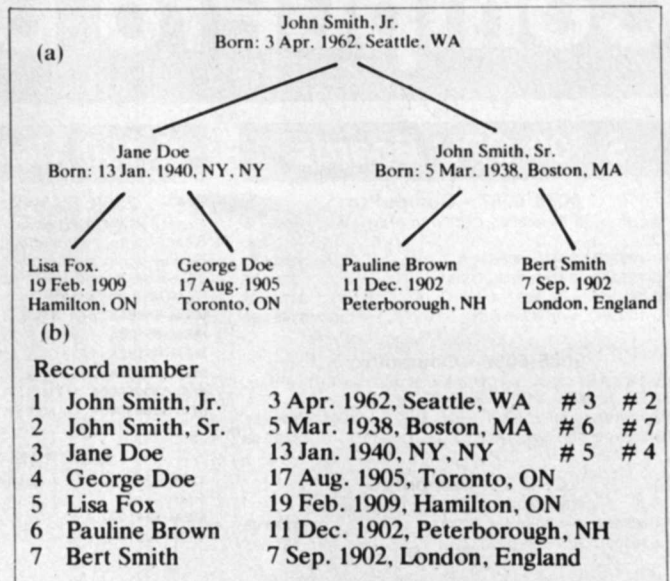 John Smith, Jr.
(a)
Born: 3 Apr. 1962, Seattle, WA
Jane Doe
Born: 13 Jan. 1940, NY, NY
John Smith, Sr.
Born: 5 Mar. 1938, Boston, MA
Lisa Fox.
19 Feb. 1909
Hamilton, ON
George Doe
17 Aug. 1905
Toronto, ON
Pauline Brown
11 Dec. 1902
Peterborough, NH
Bert Smith
7 Sep. 1902
London, England
(b)
Record number
1 John Smith, Jr. 3 Apr. 1962, Seattle, WA #3 #2
2 John Smith, Sr. 5 Mar. 1938, Boston, MA #6 #7
3 Jane Doe 13 Jan. 1940, NY, NY #5 #4
4 George Doe 17 Aug. 1905, Toronto, ON
5 Lisa Fox 19 Feb. 1909, Hamilton, ON
6 Pauline Brown 11 Dec. 1902, Peterborough, NH
7 Bert Smith 7 Sep. 1902, London, England